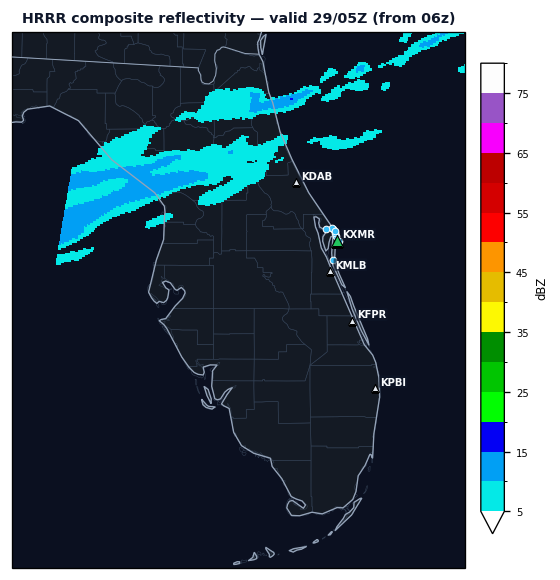 HRRR composite reflectivity — valid 29/05Z (from 06z)
KDAB
KXMR
KMLB
KFPR
KPBI
75
65
55
45
35
25
15
5
dBZ